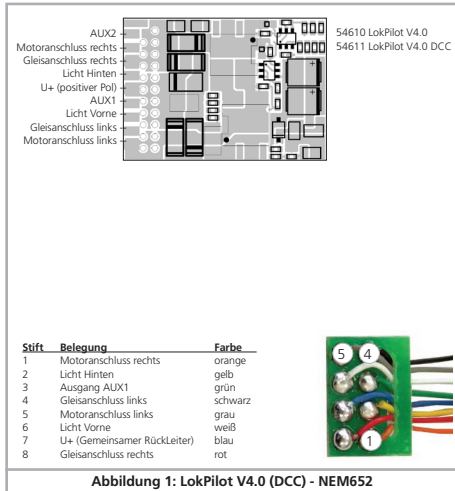 AUX2
Motoranschluss rechts
Gleisanschluss rechts
Licht Hinten
U+ (positiver Pol)
AUX1
Licht Vorne
Gleisanschluss links
Motoranschluss links
54610 LokPilot V4.0
54611 LokPilot V4.0 DCC
Stift Belegung Farbe
1 Motoranschluss rechts orange
2 Licht Hinten gelb
3 Ausgang AUX1 grün
4 Gleisanschluss links schwarz
5 Motoranschluss links grau
6 Licht Vorne weiß
7 U+ (Gemeinsamer RückLeiter) blau
8 Gleisanschluss rechts rot
5 4
1
Abbildung 1: LokPilot V4.0 (DCC) - NEM652